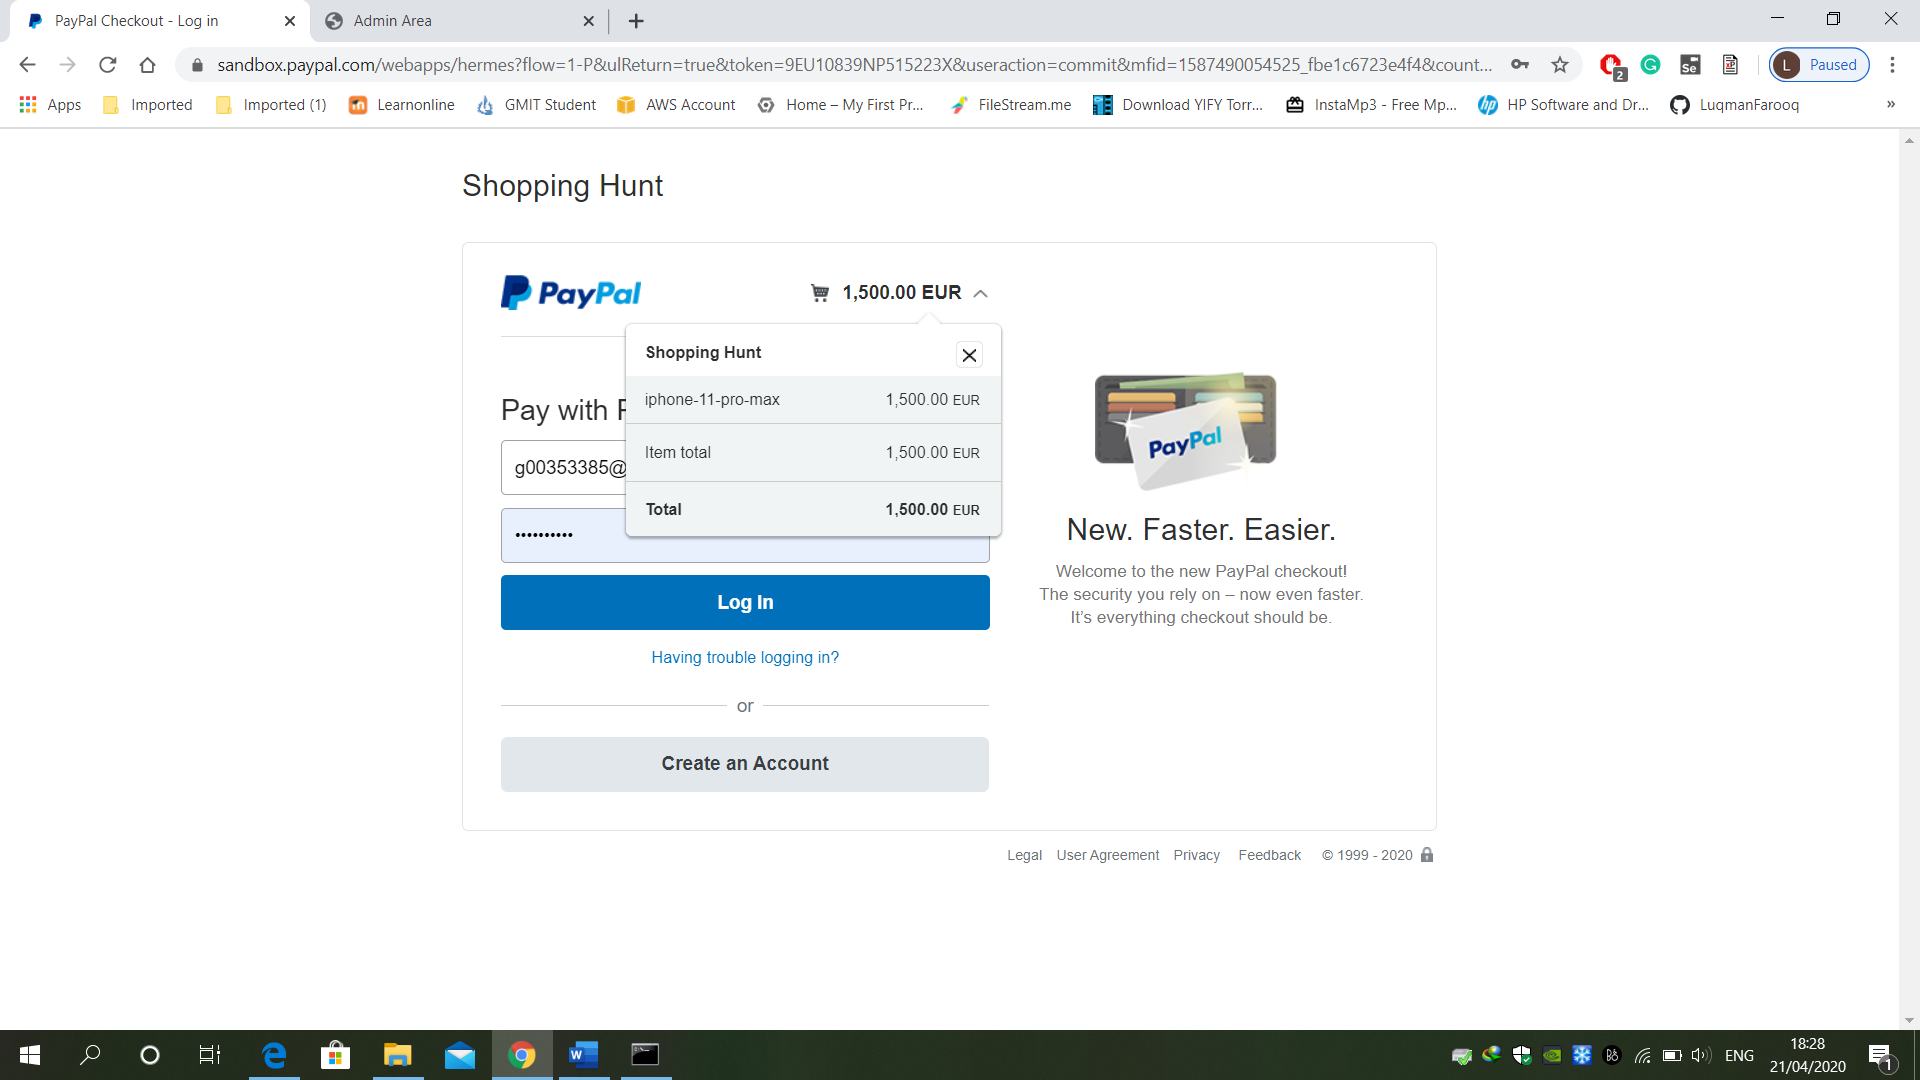 PayPal Checkout - Log in
Admin Area
sandbox.paypal.com/webapps/hermes?flow=1-P&ulReturn=true&token=9EU10839NP515223X&useraction=commit&mfid=1587490054525_fbe1c6723e4f4&count...
2
Se
L Paused
Apps Imported Imported (1) Learnonline GMIT Student AWS Account Home – My First Pr... FileStream.me Download YIFY Torr... InstaMp3 - Free Mp... HP Software and Dr... LuqmanFarooq »
Shopping Hunt
PayPal
1,500.00 EUR
Shopping Hunt
iphone-11-pro-max 1,500.00 EUR
Item total 1,500.00 EUR
Total 1,500.00 EUR
Pay with
g00353385@
Log In
Having trouble logging in?
or
Create an Account
PayPal
New. Faster. Easier.
Welcome to the new PayPal checkout!
The security you rely on – now even faster.
It's everything checkout should be.
Legal User Agreement Privacy Feedback © 1999 - 2020
ENG
18:28
21/04/2020
1